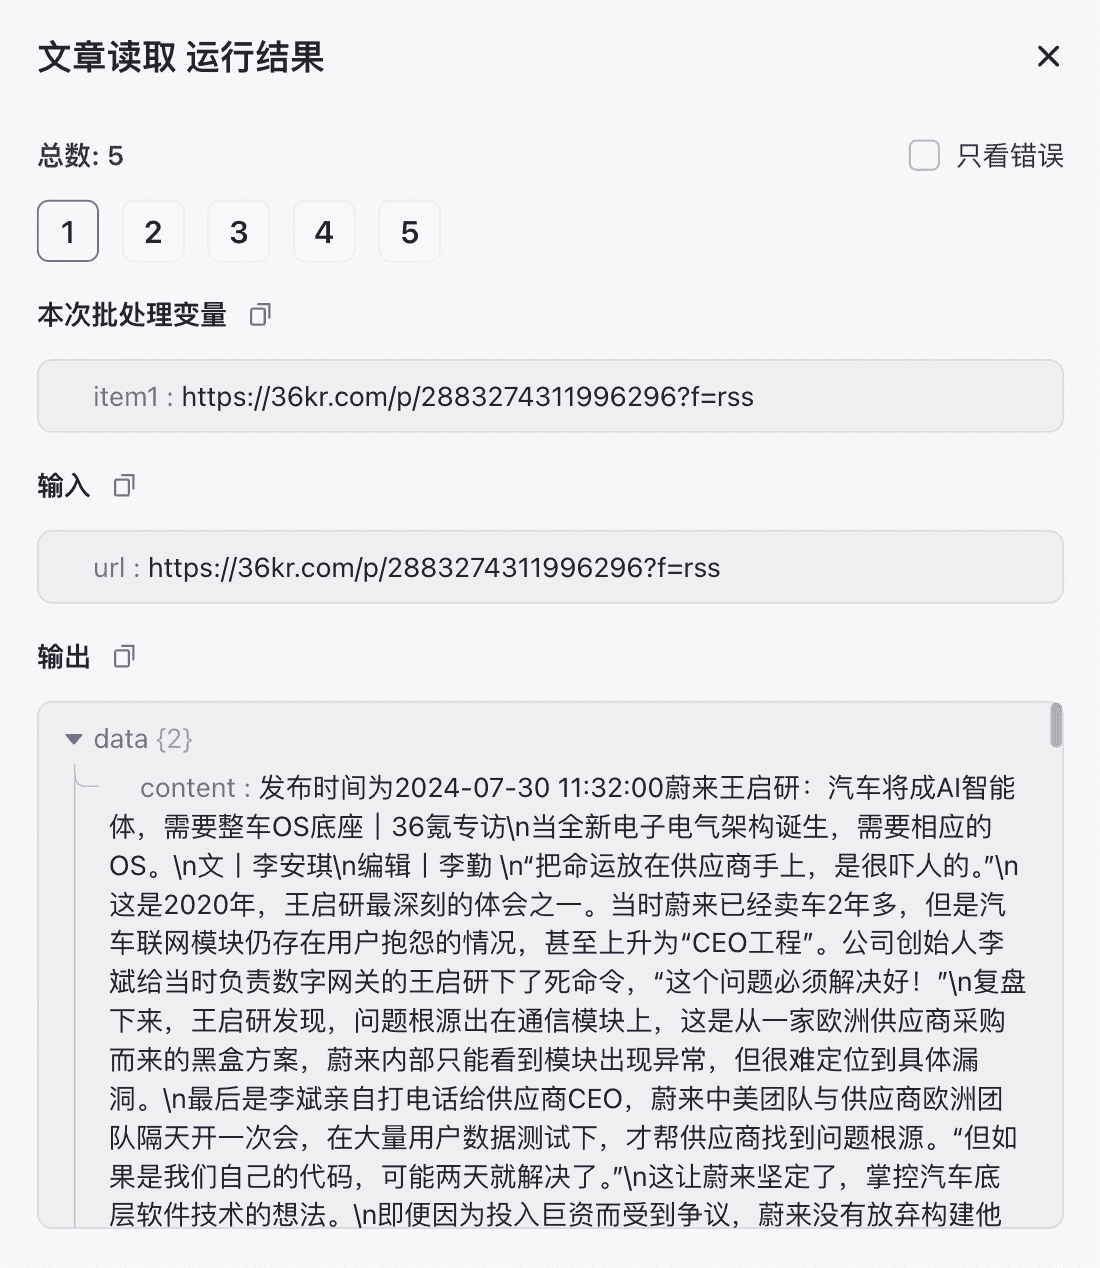 文章读取 运行结果
总数: 5
只看错误
1 2 3 4 5
本次批处理变量
item1 : https://36kr.com/p/2883274311996296?f=rss
输入
url : https://36kr.com/p/2883274311996296?f=rss
输出
data {2}
content : 发布时间为2024-07-30 11:32:00蔚来王启研：汽车将成AI智能
体，需要整车OS底座｜36氪专访\n当全新电子电气架构诞生，需要相应的
OS。\n文｜李安琪\n编辑｜李勤 \n“把命运放在供应商手上，是很吓人的。”\n
这是2020年，王启研最深刻的体会之一。当时蔚来已经卖车2年多，但是汽
车联网模块仍存在用户抱怨的情况，甚至上升为“CEO工程”。公司创始人李
斌给当时负责数字网关的王启研下了死命令，“这个问题必须解决好！”\n复盘
下来，王启研发现，问题根源出在通信模块上，这是从一家欧洲供应商采购
而来的黑盒方案，蔚来内部只能看到模块出现异常，但很难定位到具体漏
洞。\n最后是李斌亲自打电话给供应商CEO，蔚来中美团队与供应商欧洲团
队隔天开一次会，在大量用户数据测试下，才帮供应商找到问题根源。“但如
果是我们自己的代码，可能两天就解决了。”\n这让蔚来坚定了，掌控汽车底
层软件技术的想法。\n即便因为投入巨资而受到争议，蔚来没有放弃构建他